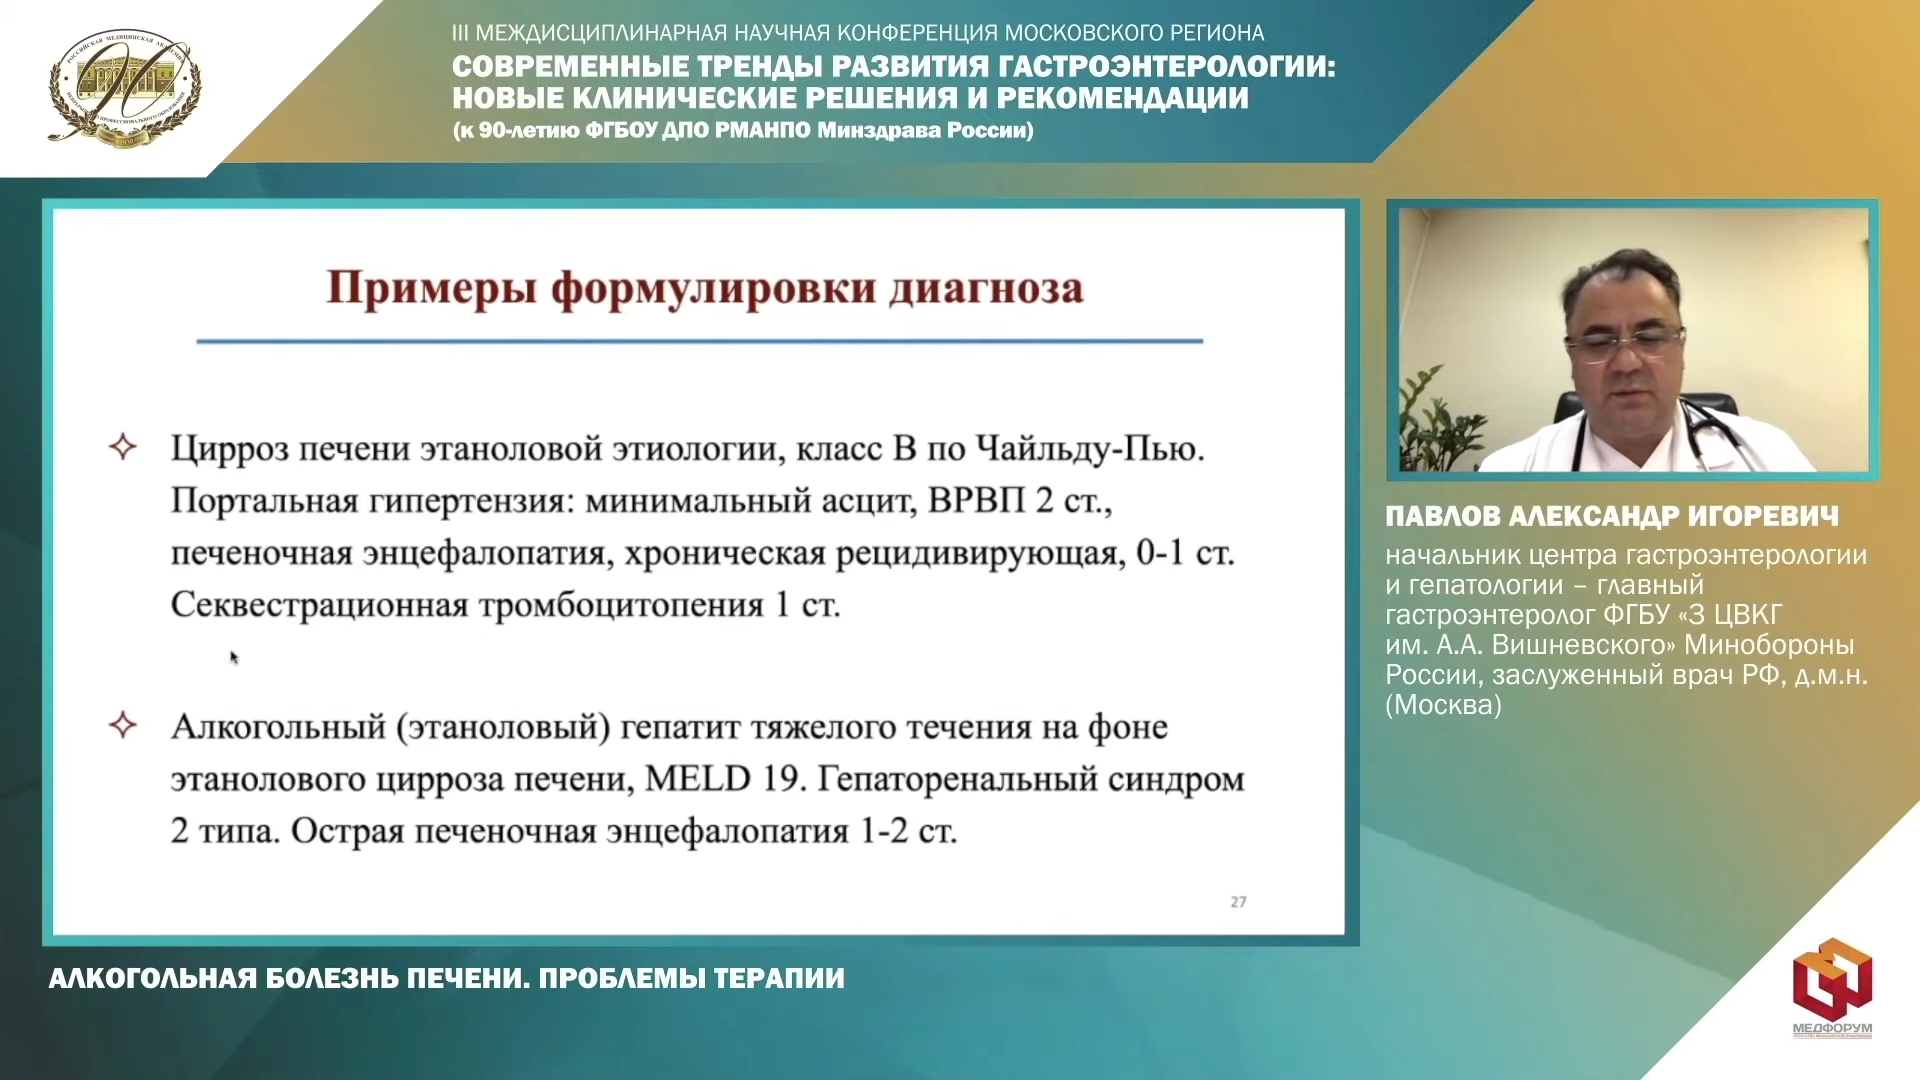 III МЕЖДИСЦИПЛИНАРНАЯ НАУЧНАЯ КОНФЕРЕНЦИЯ МОСКОВСКОГО РЕГИОНА
СОВРЕМЕННЫЕ ТРЕНДЫ РАЗВИТИЯ ГАСТРОЭНТЕРОЛОГИИ:
НОВЫЕ КЛИНИЧЕСКИЕ РЕШЕНИЯ И РЕКОМЕНДАЦИИ
(к 90-летию ФГБОУ ДПО РМАНПО Минздрава России)
Примеры формулировки диагноза
Цирроз печени этаноловой этиологии, класс В по Чайльду-Пью.
Портальная гипертензия: минимальный асцит, ВРВП 2 ст.,
печеночная энцефалопатия, хроническая рецидивирующая, 0-1 ст.
Секвестрационная тромбоцитопения 1 ст.
Алкогольный (этаноловый) гепатит тяжелого течения на фоне
этанолового цирроза печени, MELD 19. Гепаторенальный синдром
2 типа. Острая печеночная энцефалопатия 1-2 ст.
27
ПАВЛОВ АЛЕКСАНДР ИГОРЕВИЧ
начальник центра гастроэнтерологии
и гепатологии – главный
гастроэнтеролог ФГБУ «3 ЦВКГ
им. А.А. Вишневского» Минобороны
России, заслуженный врач РФ, д.м.н.
(Москва)
АЛКОГОЛЬНАЯ БОЛЕЗНЬ ПЕЧЕНИ. ПРОБЛЕМЫ ТЕРАПИИ
МЕДФОРУМ